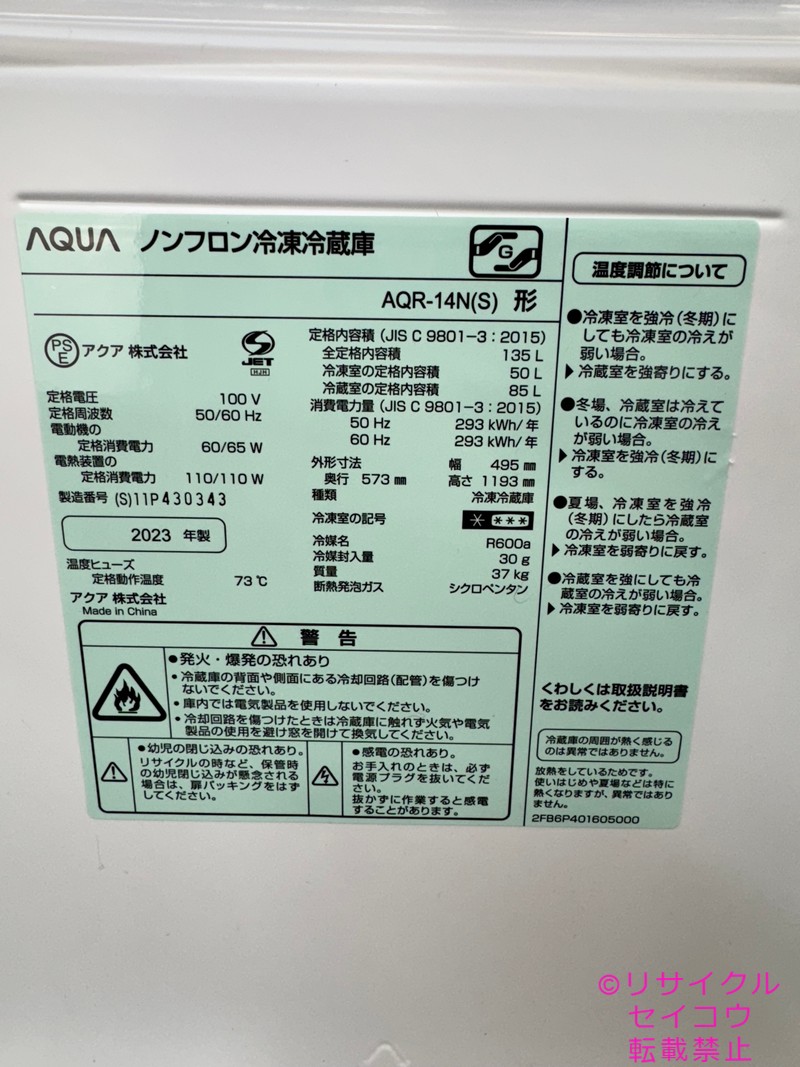 AQUA ノンフロン冷凍冷蔵庫
G
AQR-14N(S) 形
PS
E
アクア 株式会社
JET
HJH
定格電圧 100 V
定格周波数 50/60 Hz
電動機の
定格消費電力 60/65 W
電熱装置の
定格消費電力 110/110 W
製造番号 (S)11P430343
2023 年製
温度ヒューズ
定格動作温度 73 ℃
アクア 株式会社
Made in China
定格内容積 (JIS C 9801-3 : 2015)
全定格内容積 135 L
冷凍室の定格内容積 50 L
冷蔵室の定格内容積 85 L
消費電力量 (JIS C 9801-3 : 2015)
50 Hz 293 kWh/年
60 Hz 293 kWh/年
外形寸法 幅 495 mm
奥行 573 mm 高さ 1193 mm
種類 冷凍冷蔵庫
冷凍室の記号 * ***
冷媒名 R600a
冷媒封入量 30 g
質量 37 kg
断熱発泡ガス シクロペンタン
警告
●発火・爆発の恐れあり
・冷蔵庫の背面や側面にある冷却回路(配管)を傷つけ
ないでください。
・庫内では電気製品を使用しないでください。
・冷却回路を傷つけたときは冷蔵庫に触れず火気や電気
製品の使用を避け窓を開けて換気してください。
●幼児の閉じ込みの恐れあり。
リサイクルの時など、保管時
の幼児閉じ込みが懸念される
場合は、扉パッキングをはず
してください。
●感電の恐れあり。
お手入れのときは、必ず
電源プラグを抜いてくだ
さい。
抜かずに作業すると感電
することがあります。
温度調節について
●冷凍室を強冷(冬期)に
しても冷凍室の冷えが
弱い場合。
▶冷蔵室を強寄りにする。
●冬場、冷蔵室は冷えて
いるのに冷凍室の冷え
が弱い場合。
▶冷凍室を強冷(冬期)に
する。
●夏場、冷凍室を強冷
(冬期)にしたら冷蔵室
の冷えが弱い場合。
▶冷凍室を弱寄りに戻す。
●冷蔵室を強にしても冷
蔵室の冷えが弱い場合。
▶冷凍室を弱寄りに戻す。
くわしくは取扱説明書
をお読みください。
冷蔵庫の周囲が熱く感じる
のは異常ではありません。
放熱をしているためです。
使いはじめや夏場などは特に
熱くなりますが、異常ではあり
ません。
2FB6P401605000
©リサイクル
セイコウ
転載禁止